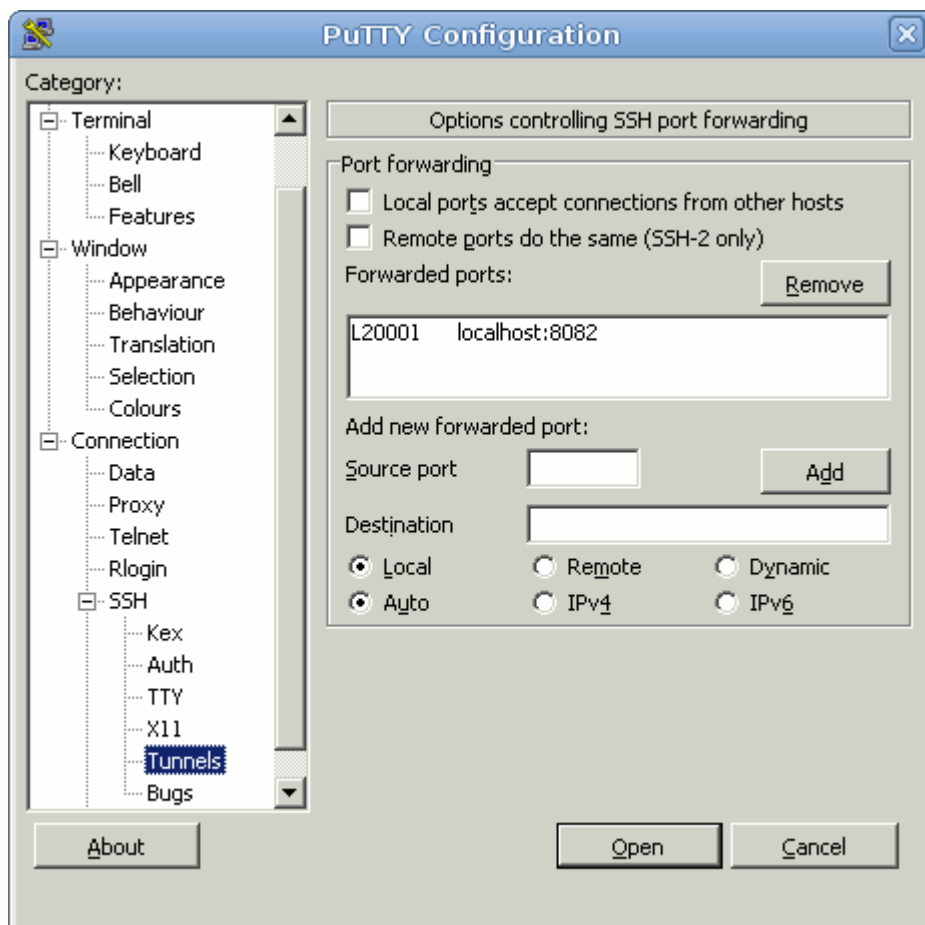 PuTTY Configuration
Category:
Terminal
Keyboard
Bell
Features
Window
Appearance
Behaviour
Translation
Selection
Colours
Connection
Data
Proxy
Telnet
Rlogin
SSH
Kex
Auth
TTY
X11
Tunnels
Bugs
Options controlling SSH port forwarding
Port forwarding
Local ports accept connections from other hosts
Remote ports do the same (SSH-2 only)
Forwarded ports:
Remove
L20001 localhost:8082
Add new forwarded port:
Source port
Add
Destination
Local Remote Dynamic
Auto IPv4 IPv6
About
Open
Cancel